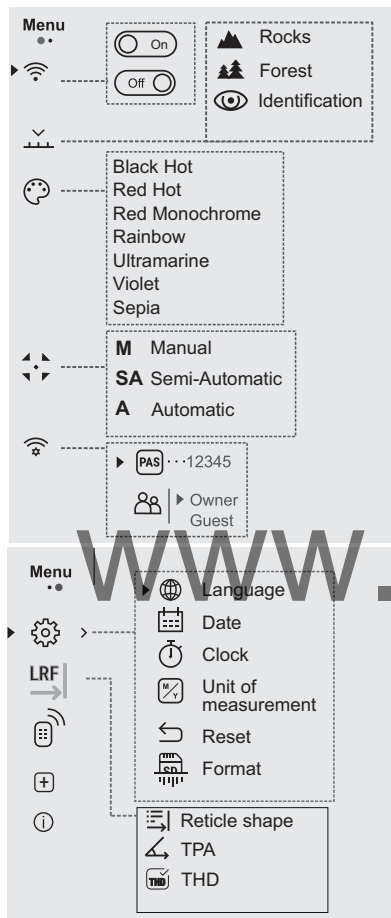 Menu
On
Off
Rocks
Forest
Identification
Black Hot
Red Hot
Red Monochrome
Rainbow
Ultramarine
Violet
Sepia
M Manual
SA Semi-Automatic
A Automatic
PAS ···12345
Owner
Guest
www.
Menu
Language
Date
Clock
M/Y Unit of
measurement
Reset
SD Format
LRF
Reticle shape
TPA
THD THD